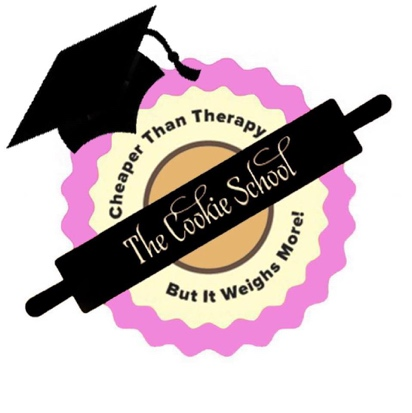 Cheaper Than Therapy
The Cookie School
But It Weighs More!